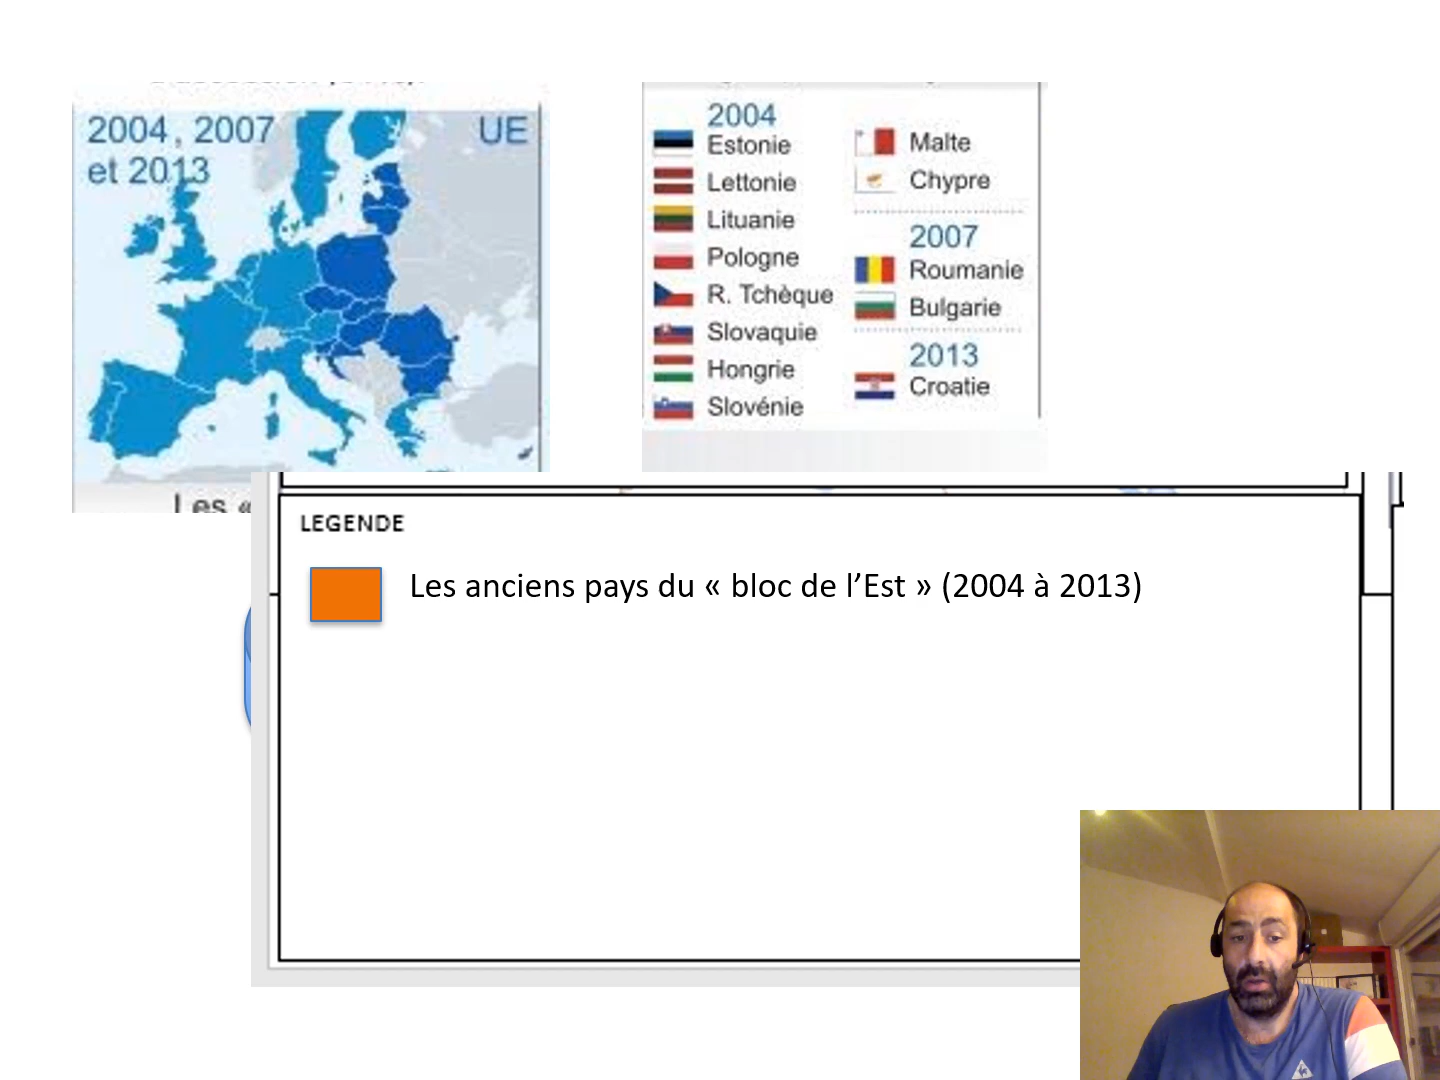 2004, 2007
et 2013
UE
Les «
2004
Estonie
Lettonie
Lituanie
Pologne
R. Tchèque
Slovaquie
Hongrie
Slovénie
Malte
Chypre
2007
Roumanie
Bulgarie
2013
Croatie
LEGENDE
Les anciens pays du « bloc de l’Est » (2004 à 2013)